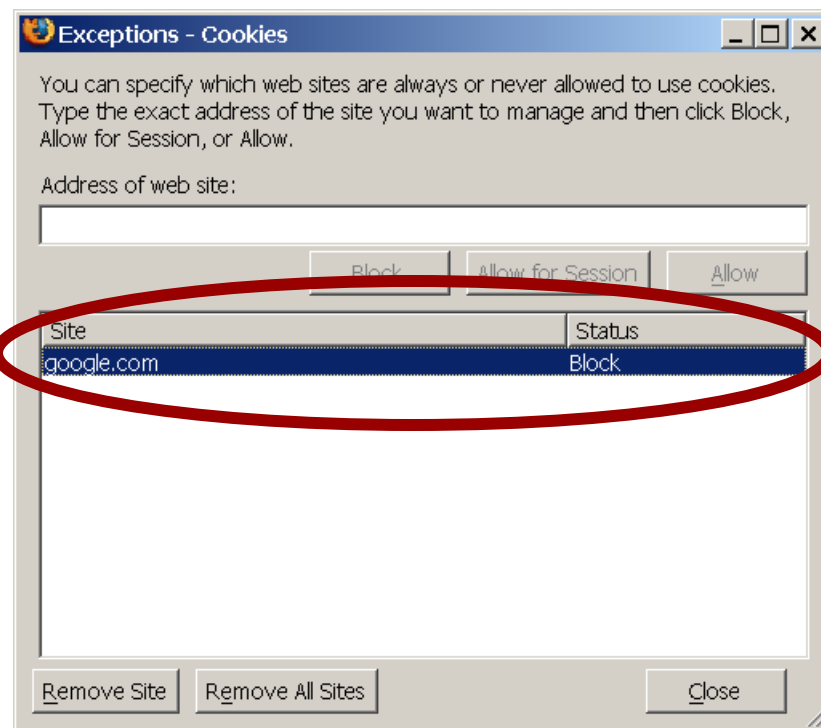 Exceptions - Cookies
You can specify which web sites are always or never allowed to use cookies.
Type the exact address of the site you want to manage and then click Block,
Allow for Session, or Allow.
Address of web site:
Block Allow for Session Allow
Site Status
google.com Block
Remove Site Remove All Sites Close